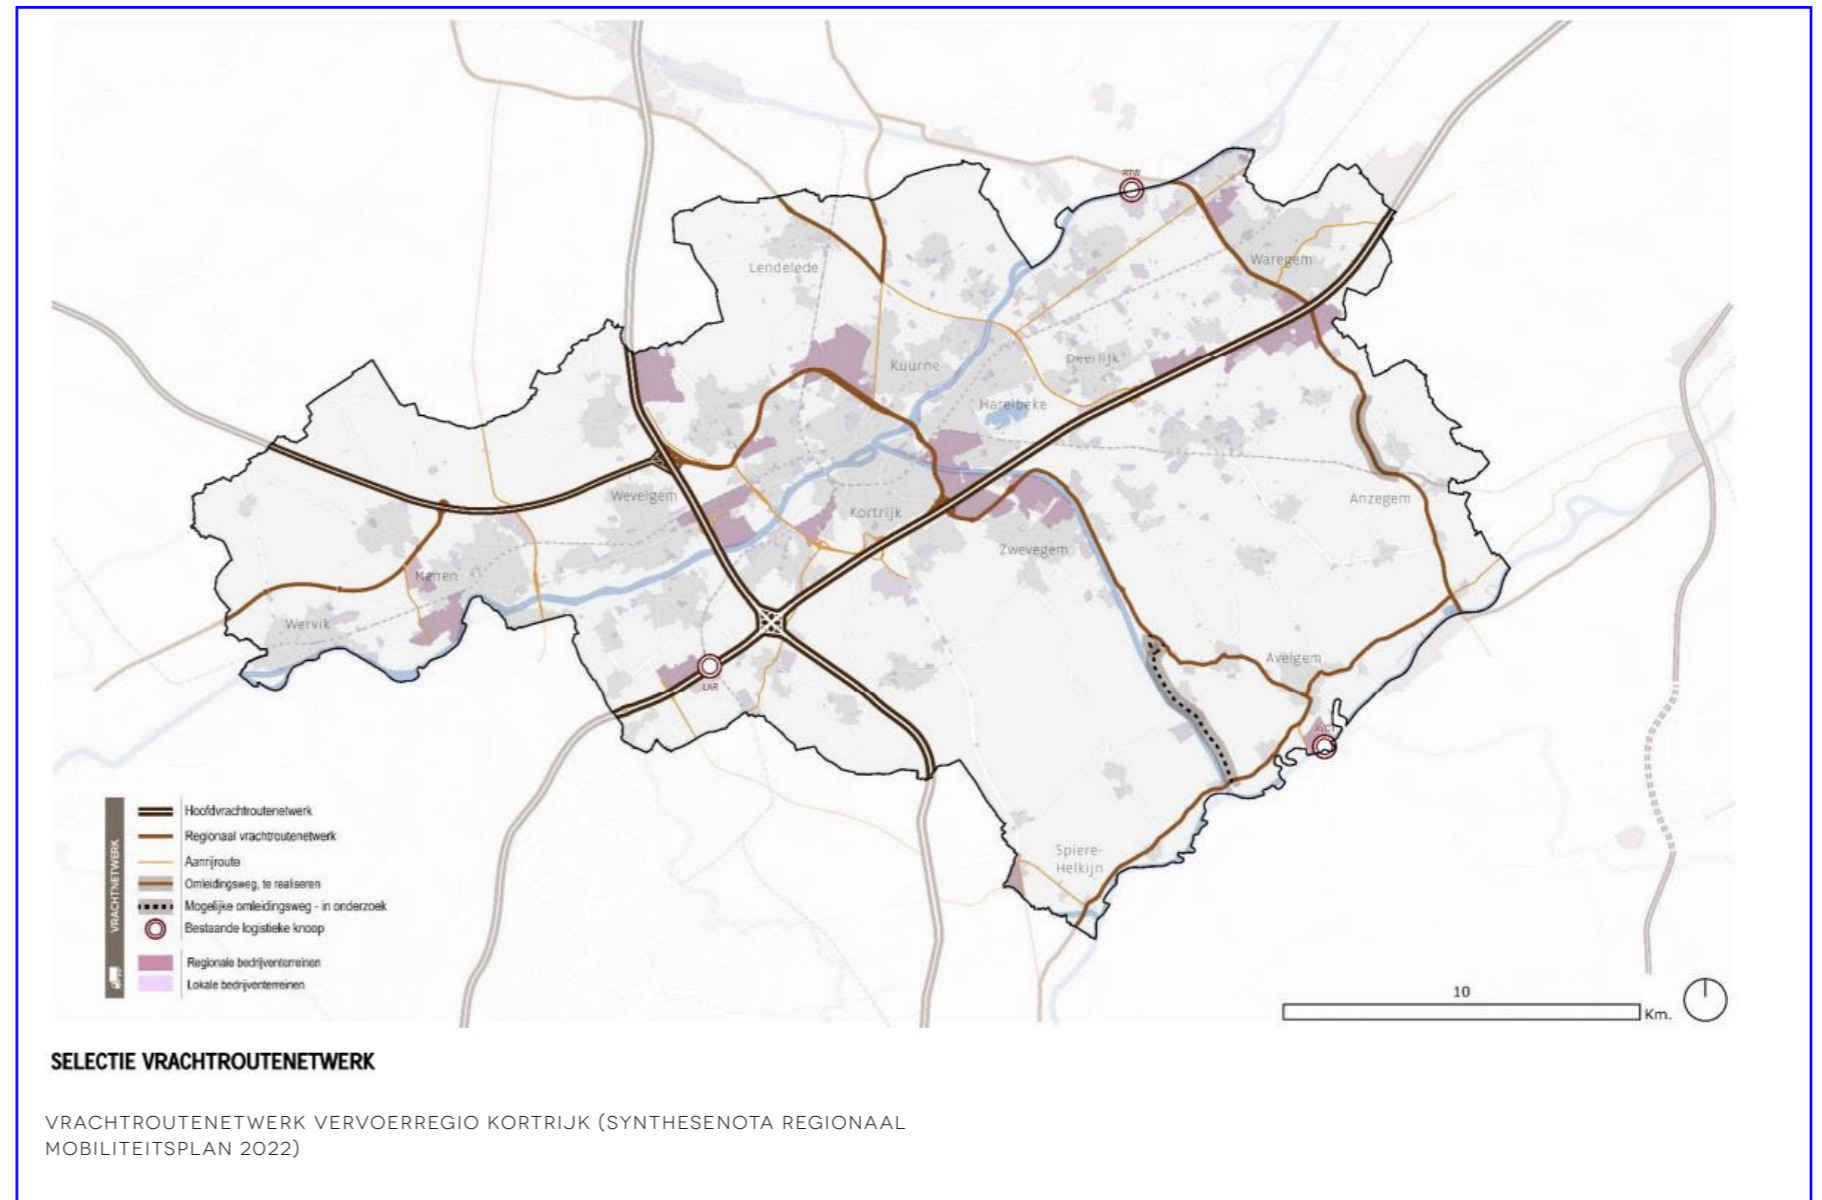 RTW
Waregem
Lendelede
Deerlijk
Kuurne
Harelbeke
Wevelgem
Anzegem
Kortrijk
Zwevegem
Menen
Wervik
Avelgem
LAR
Spiere-
Helkijn
VRACHTNETWERK
Hoofdvrachtroutenetwerk
Regionaal vrachtroutenetwerk
Aanrijroute
Omleidingsweg, te realiseren
Mogelijke omleidingsweg - in onderzoek
Bestaande logistieke knoop
Regionale bedrijventerreinen
Lokale bedrijventerreinen
10
Km.
SELECTIE VRACHTROUTENETWERK
VRACHTROUTENETWERK VERVOERREGIO KORTRIJK (SYNTHESENOTA REGIONAAL
MOBILITEITSPLAN 2022)